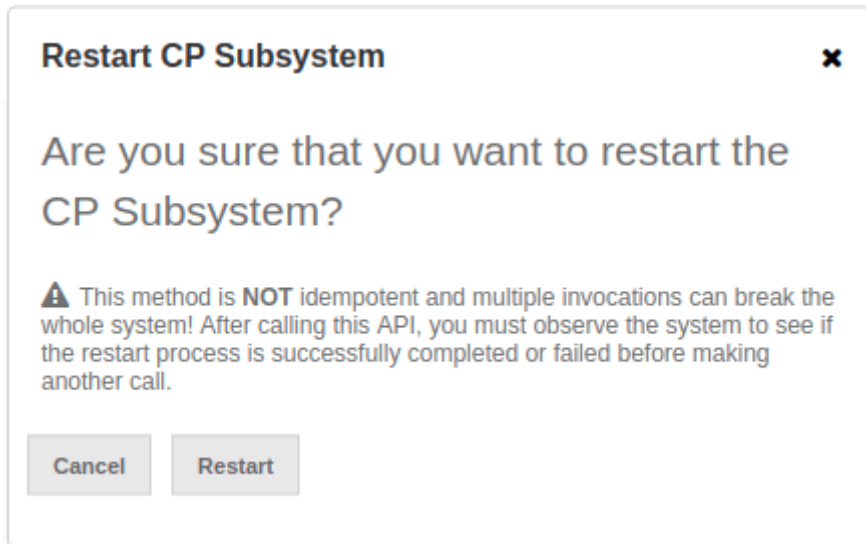 Restart CP Subsystem
Are you sure that you want to restart the
CP Subsystem?
This method is NOT idempotent and multiple invocations can break the
whole system! After calling this API, you must observe the system to see if
the restart process is successfully completed or failed before making
another call.
Cancel Restart